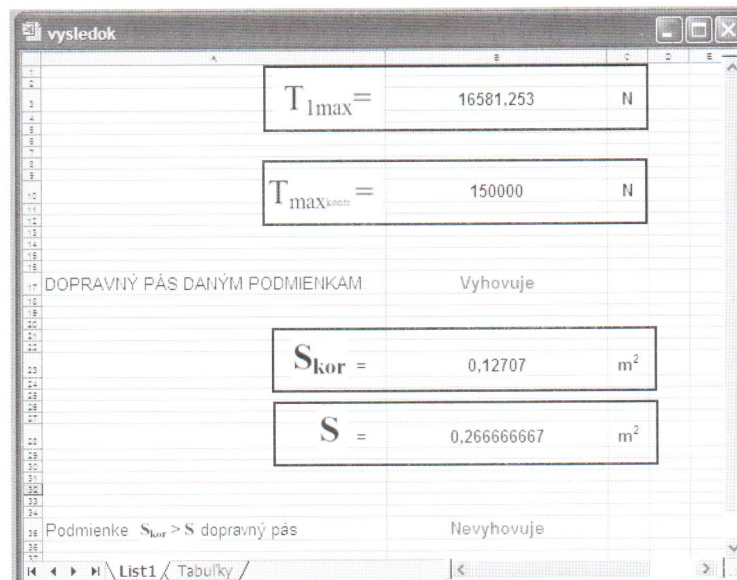 vysledok
A B C D E
T1max= 16581,253 N
Tmaxkontr = 150000 N
DOPRAVNÝ PÁS DANÝM PODMIENKAM: Vyhovuje
Skor = 0,12707 m²
S = 0,266666667 m²
Podmienke Skor > S dopravný pás Nevyhovuje
List1 / Tabuľky /